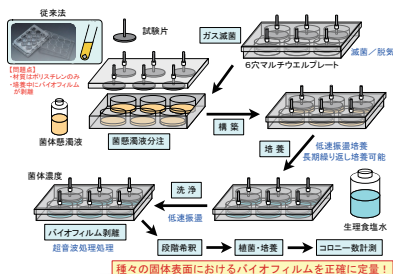 従来法
試験片
ガス滅菌
滅菌／脱気
6穴マルチウエルプレート
【問題点】
・材質はポリスチレンのみ
・培養中にバイオフィルム
が剥離
菌体懸濁液
菌懸濁液分注
構築
培養
低速振盪培養
長期繰り返し培養可能
菌体濃度
洗浄
低速振盪
生理食塩水
バイオフィルム剥離
超音波処理処理
段階希釈
植菌・培養
コロニー数計測
種々の固体表面におけるバイオフィルムを正確に定量！